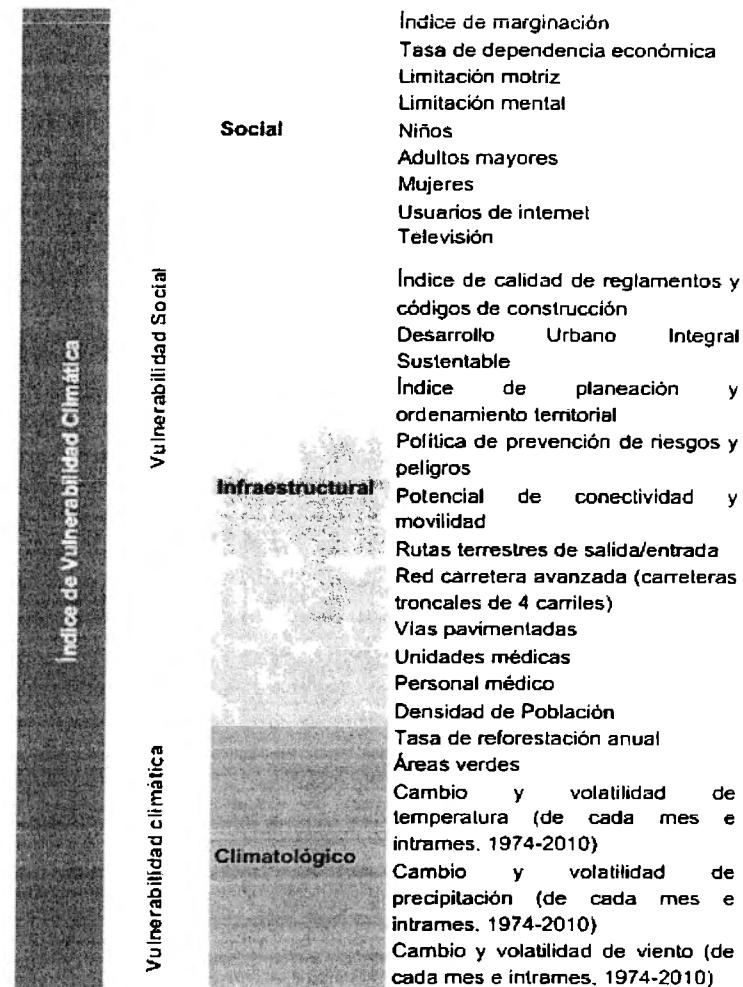 Índice de Vulnerabilidad Climática
Vulnerabilidad Social
Social
Índice de marginación
Tasa de dependencia económica
Limitación motriz
Limitación mental
Niños
Adultos mayores
Mujeres
Usuarios de internet
Televisión
Infraestructural
Índice de calidad de reglamentos y
códigos de construcción
Desarrollo Urbano Integral
Sustentable
Índice de planeación y
ordenamiento territorial
Política de prevención de riesgos y
peligros
Potencial de conectividad y
movilidad
Rutas terrestres de salida/entrada
Red carretera avanzada (carreteras
troncales de 4 carriles)
Vías pavimentadas
Unidades médicas
Personal médico
Densidad de Población
Vulnerabilidad climática
Climatológico
Tasa de reforestación anual
Áreas verdes
Cambio y volatilidad de
temperatura (de cada mes e
intrames. 1974-2010)
Cambio y volatilidad de
precipitación (de cada mes e
intrames. 1974-2010)
Cambio y volatilidad de viento (de
cada mes e intrames. 1974-2010)